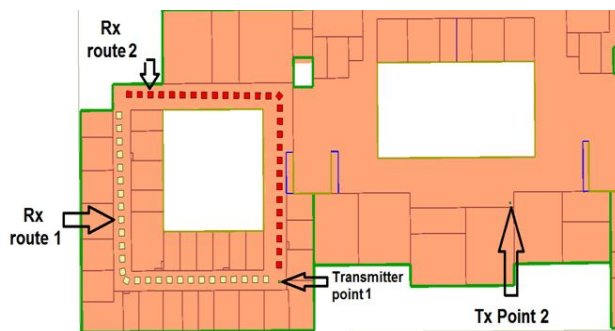 Rx
route 2
Rx
route 1
Transmitter
point 1
Tx Point 2